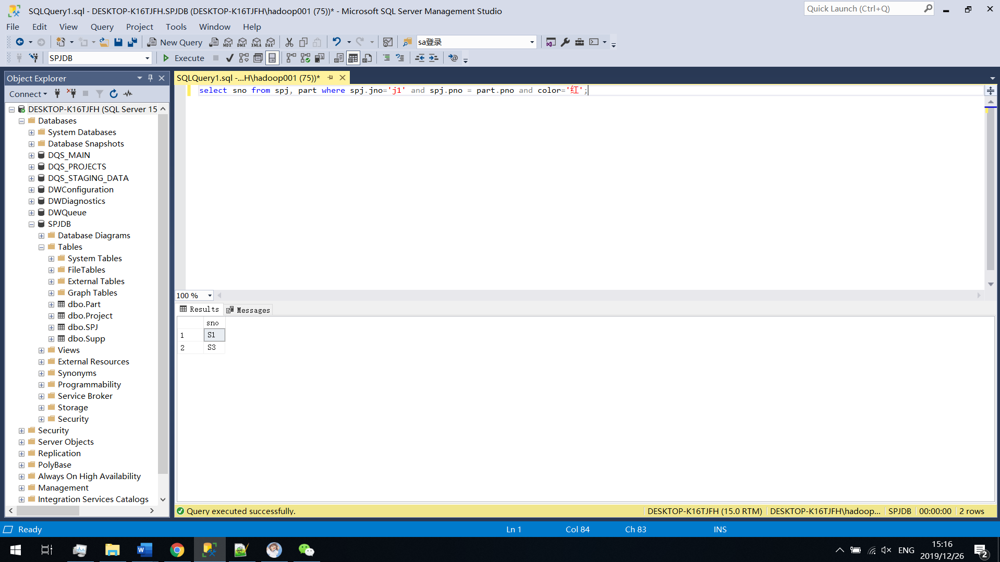 SQLQuery1.sql - DESKTOP-K16TJFH.SPJDB (DESKTOP-K16TJFH\hadoop001 (75))* - Microsoft SQL Server Management Studio
Quick Launch (Ctrl+Q)
File Edit View Query Project Tools Window Help
New Query MDX DMX XMLA DAX sa登录
SPJDB Execute
Object Explorer
SQLQuery1.sql -...H\hadoop001 (75))*
Connect
select sno from spj, part where spj.jno='j1' and spj.pno = part.pno and color='红';
DESKTOP-K16TJFH (SQL Server 15
Databases
System Databases
Database Snapshots
DQS_MAIN
DQS_PROJECTS
DQS_STAGING_DATA
DWConfiguration
DWDiagnostics
DWQueue
SPJDB
Database Diagrams
Tables
System Tables
FileTables
External Tables
Graph Tables
dbo.Part
dbo.Project
dbo.SPJ
dbo.Supp
Views
External Resources
Synonyms
Programmability
Service Broker
Storage
Security
Security
Server Objects
Replication
PolyBase
Always On High Availability
Management
Integration Services Catalogs
100 %
Results Messages
sno
1 S1
2 S3
Query executed successfully. DESKTOP-K16TJFH (15.0 RTM) DESKTOP-K16TJFH\hadoop... SPJDB 00:00:00 2 rows
Ready Ln 1 Col 84 Ch 83 INS
ENG
15:16
2019/12/26
2